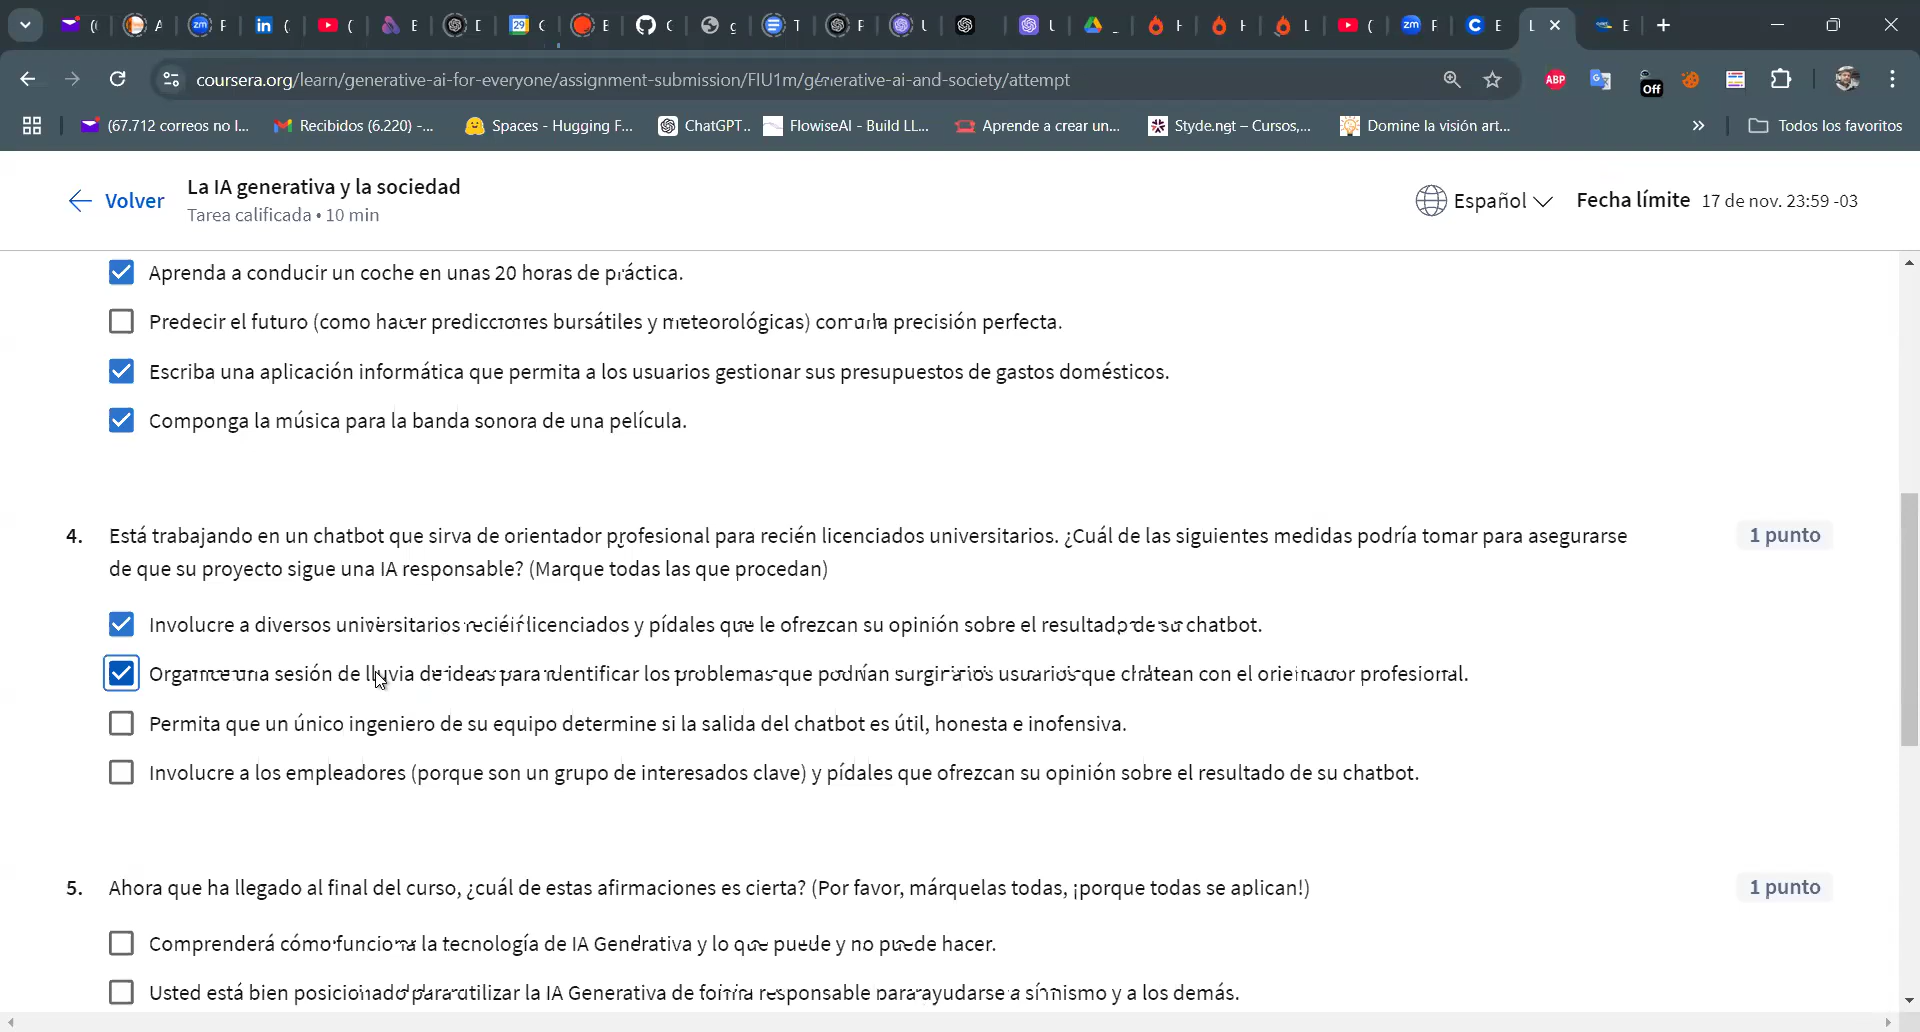 coursera.org/learn/generative-ai-for-everyone/assignment-submission/FIU1m/generative-ai-and-society/attempt
ABP
Off
(67.712 correos no l...
Recibidos (6.220) -...
Spaces - Hugging F...
ChatGPT...
FlowiseAI - Build LL...
Aprende a crear un...
Styde.net – Cursos,...
Domine la visión art...
»
Todos los favoritos
Volver
La IA generativa y la sociedad
Tarea calificada • 10 min
Español
Fecha límite 17 de nov. 23:59 -03
Aprenda a conducir un coche en unas 20 horas de práctica.
Predecir el futuro (como hacer predicciones bursátiles y meteorológicas) con una precisión perfecta.
Escriba una aplicación informática que permita a los usuarios gestionar sus presupuestos de gastos domésticos.
Componga la música para la banda sonora de una película.
4. Está trabajando en un chatbot que sirva de orientador profesional para recién licenciados universitarios. ¿Cuál de las siguientes medidas podría tomar para asegurarse 1 punto
de que su proyecto sigue una IA responsable? (Marque todas las que procedan)
Involucre a diversos universitarios recién licenciados y pídales que le ofrezcan su opinión sobre el resultado de su chatbot.
Organice una sesión de lluvia de ideas para identificar los problemas que podrían surgir a los usuarios que chatean con el orientador profesional.
Permita que un único ingeniero de su equipo determine si la salida del chatbot es útil, honesta e inofensiva.
Involucre a los empleadores (porque son un grupo de interesados clave) y pídales que ofrezcan su opinión sobre el resultado de su chatbot.
5. Ahora que ha llegado al final del curso, ¿cuál de estas afirmaciones es cierta? (Por favor, márquelas todas, ¡porque todas se aplican!) 1 punto
Comprenderá cómo funciona la tecnología de IA Generativa y lo que puede y no puede hacer.
Usted está bien posicionado para utilizar la IA Generativa de forma responsable para ayudarse a sí mismo y a los demás.